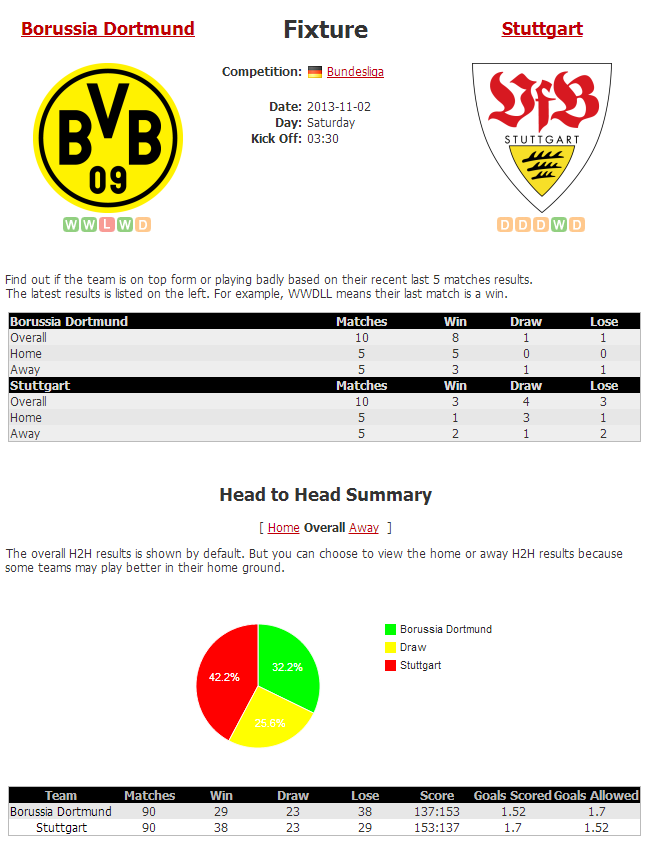 Borussia Dortmund
Fixture
Stuttgart
Competition: Bundesliga
Date: 2013-11-02
Day: Saturday
Kick Off: 03:30
BVB
09
VfB
STUTTGART
W W L W D
D D D W D
Find out if the team is on top form or playing badly based on their recent last 5 matches results.
The latest results is listed on the left. For example, WWDLL means their last match is a win.
Borussia Dortmund Matches Win Draw Lose
Overall 10 8 1 1
Home 5 5 0 0
Away 5 3 1 1
Stuttgart Matches Win Draw Lose
Overall 10 3 4 3
Home 5 1 3 1
Away 5 2 1 2
Head to Head Summary
[ Home Overall Away ]
The overall H2H results is shown by default. But you can choose to view the home or away H2H results because
some teams may play better in their home ground.
Borussia Dortmund
Draw
Stuttgart
32.2%
42.2%
25.6%
Team Matches Win Draw Lose Score Goals Scored Goals Allowed
Borussia Dortmund 90 29 23 38 137:153 1.52 1.7
Stuttgart 90 38 23 29 153:137 1.7 1.52